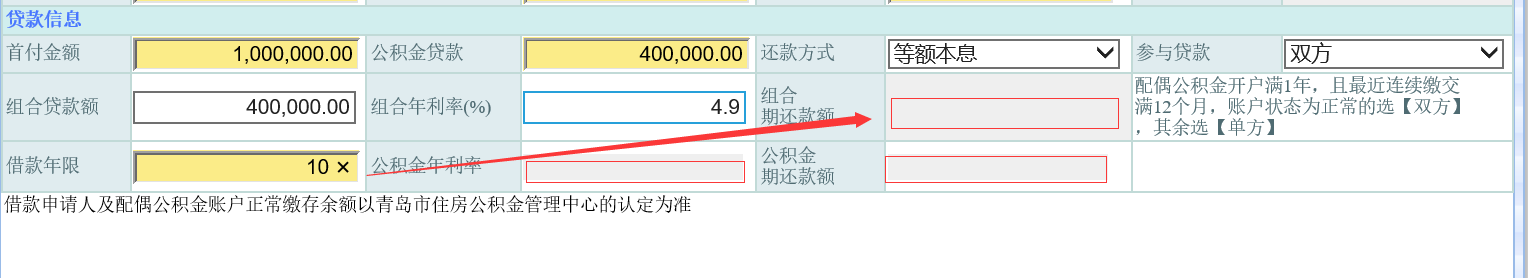 贷款信息
首付金额 1,000,000.00 公积金贷款 400,000.00 还款方式 等额本息 参与贷款 双方
组合贷款额 400,000.00 组合年利率(%) 4.9 组合
期还款额
配偶公积金开户满1年，且最近连续缴交
满12个月，账户状态为正常的选【双方】
，其余选【单方】
借款年限 10 × 公积金年利率 公积金
期还款额
借款申请人及配偶公积金账户正常缴存余额以青岛市住房公积金管理中心的认定为准